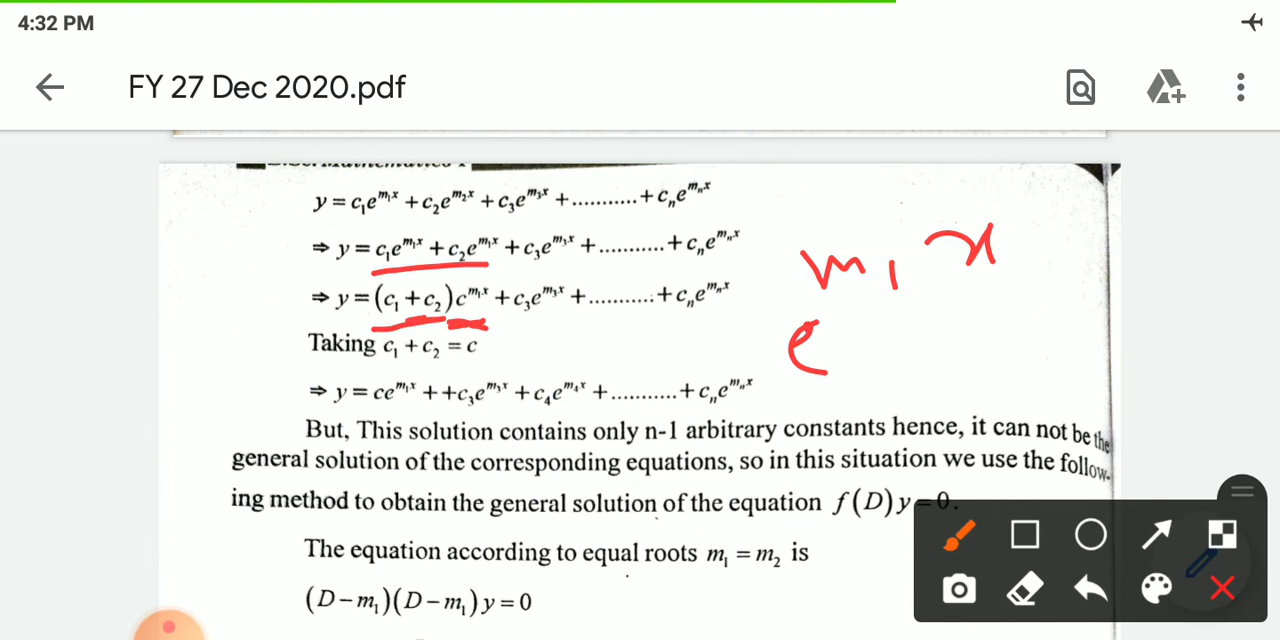 4:32 PM
FY 27 Dec 2020.pdf
y = c₁e^{m₁x} + c₂e^{m₂x} + c₃e^{m₃x} + ........... + cₙe^{mₙx}
⇒ y = c₁e^{m₁x} + c₂e^{m₁x} + c₃e^{m₃x} + ........... + cₙe^{mₙx}
⇒ y = (c₁ + c₂)c^{m₁x} + c₃e^{m₃x} + ........... + cₙe^{mₙx}
Taking c₁ + c₂ = c
⇒ y = ce^{m₁x} + +c₃e^{m₃x} + c₄e^{m₄x} + ........... + cₙe^{mₙx}
e^{m₁x}
But, This solution contains only n-1 arbitrary constants hence, it can not be the
general solution of the corresponding equations, so in this situation we use the follow-
ing method to obtain the general solution of the equation f(D)y=0.
The equation according to equal roots m₁ = m₂ is
(D−m₁)(D−m₁)y = 0